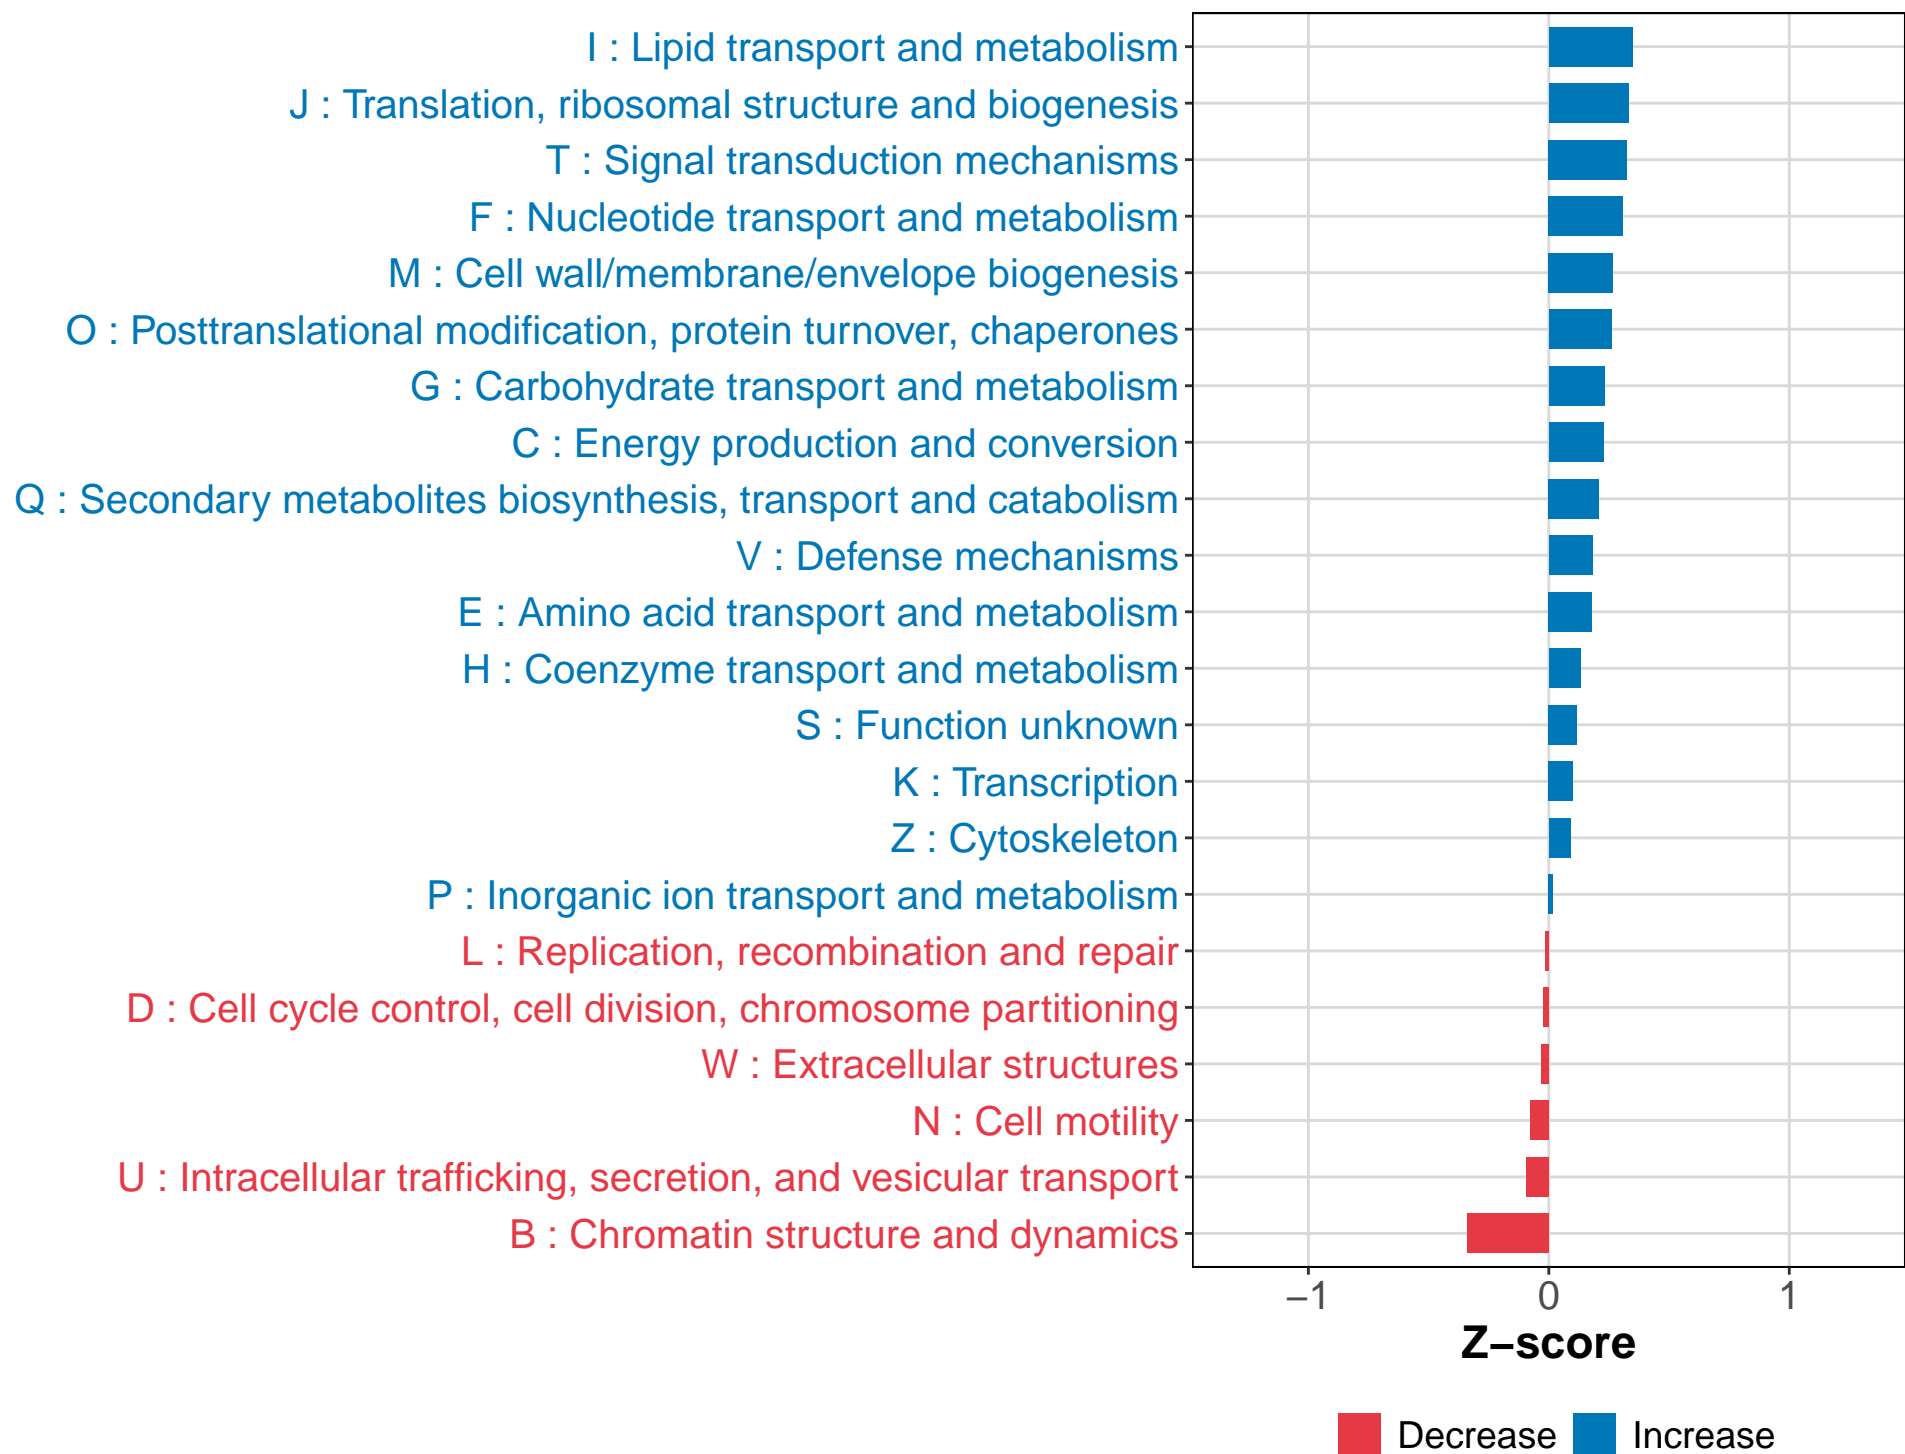 I : Lipid transport and metabolism
J : Translation, ribosomal structure and biogenesis
T : Signal transduction mechanisms
F : Nucleotide transport and metabolism
M : Cell wall/membrane/envelope biogenesis
O : Posttranslational modification, protein turnover, chaperones
G : Carbohydrate transport and metabolism
C : Energy production and conversion
Q : Secondary metabolites biosynthesis, transport and catabolism
V : Defense mechanisms
E : Amino acid transport and metabolism
H : Coenzyme transport and metabolism
S : Function unknown
K : Transcription
Z : Cytoskeleton
P : Inorganic ion transport and metabolism
L : Replication, recombination and repair
D : Cell cycle control, cell division, chromosome partitioning
W : Extracellular structures
N : Cell motility
U : Intracellular trafficking, secretion, and vesicular transport
B : Chromatin structure and dynamics
−1 0 1
Z−score
Decrease Increase